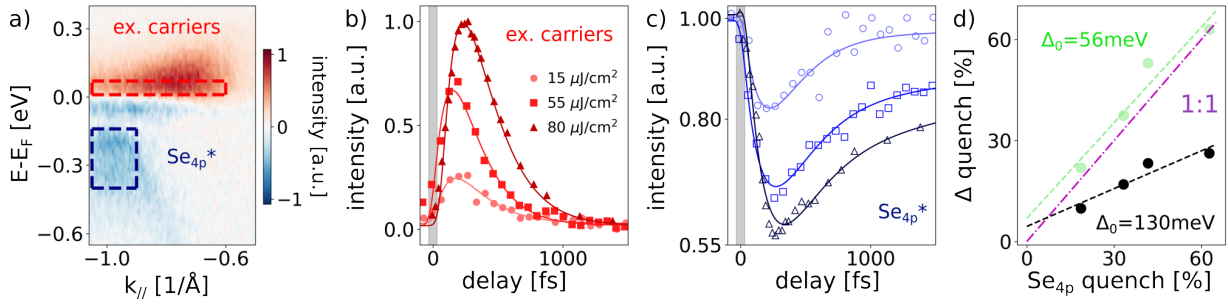 a)
ex. carriers
Se₄ₚ*
0.3
0.0
−0.3
−0.6
E-E_F [eV]
−1.0
−0.6
k_// [1/Å]
1
0
−1
intensity [a.u.]
b)
ex. carriers
15 μJ/cm²
55 μJ/cm²
80 μJ/cm²
1.0
0.5
0.0
intensity [a.u.]
0
1000
delay [fs]
c)
1.00
0.80
0.55
intensity [a.u.]
Se₄ₚ*
0
1000
delay [fs]
d)
Δ₀=56meV
1:1
Δ₀=130meV
60
30
0
Δ quench [%]
0
30
60
Se₄ₚ quench [%]